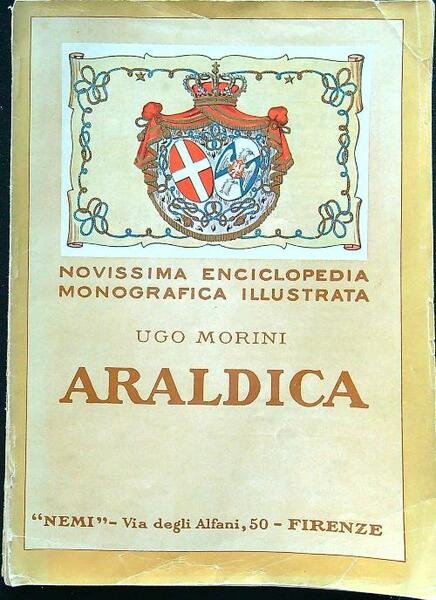 NOVISSIMA ENCICLOPEDIA
MONOGRAFICA ILLUSTRATA
UGO MORINI
ARALDICA
"NEMI" - Via degli Alfani, 50 - FIRENZE